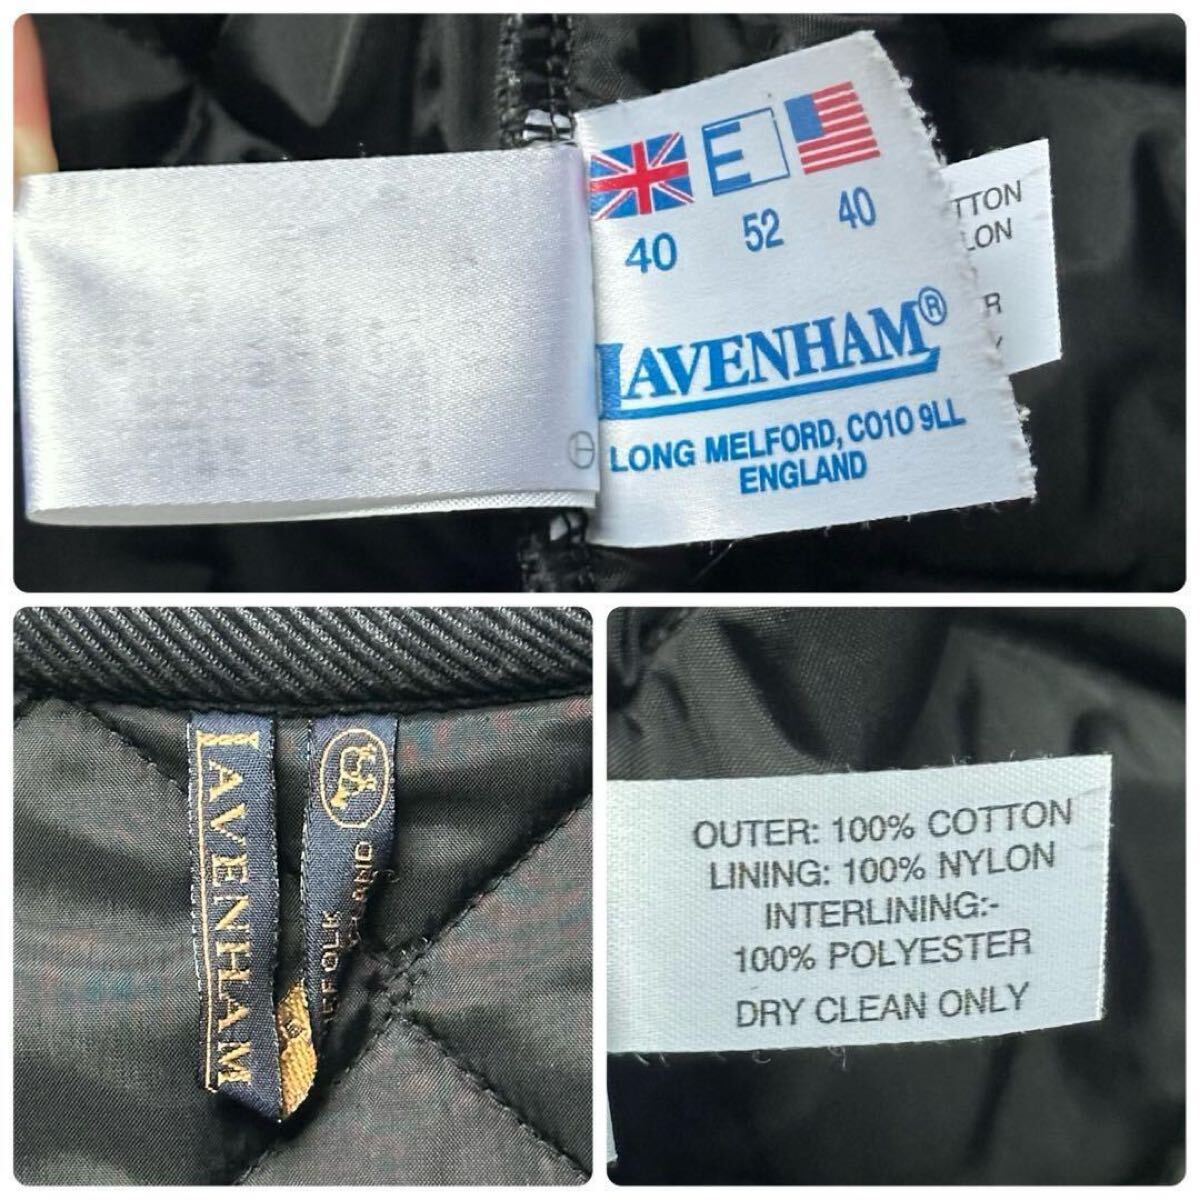 E
40 52 40
LAVENHAM®
LONG MELFORD, CO10 9LL
ENGLAND
TTON
LON
R
LAVENHAM
OUTER: 100% COTTON
LINING: 100% NYLON
INTERLINING:-
100% POLYESTER
DRY CLEAN ONLY